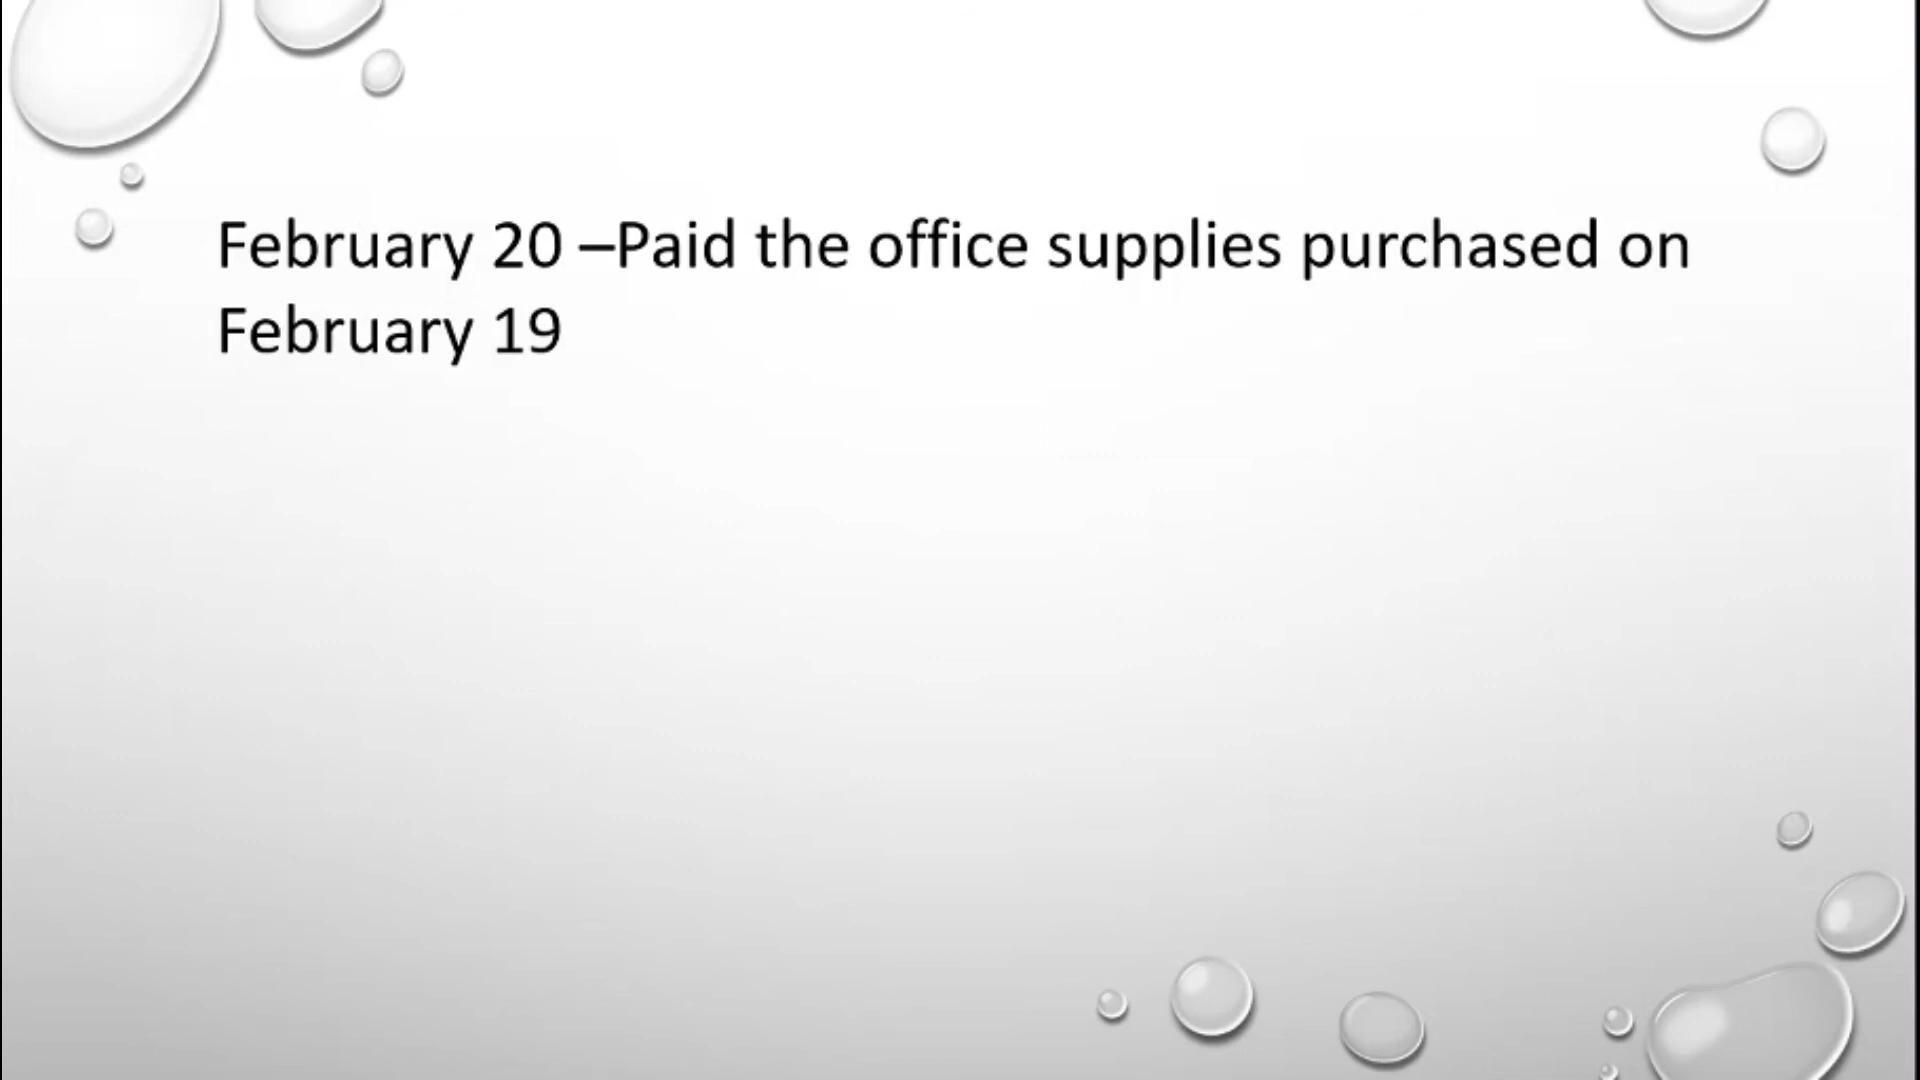 February 20 –Paid the office supplies purchased on
February 19